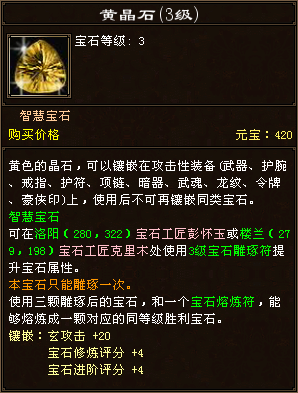 黄晶石(3级)
宝石等级: 3
智慧宝石
购买价格 元宝: 420
黄色的晶石，可以镶嵌在攻击性装备(武器、护腕、戒指、护符、项链、暗器、武魂、龙纹、令牌、豪侠印)上，使用后不可再镶嵌同类宝石。
智慧宝石
可在洛阳（260，322）宝石工匠彭怀玉或楼兰（279，198）宝石工匠克里木处使用3级宝石雕琢符提升宝石属性。
本宝石只能雕琢一次。
使用三颗雕琢后的宝石，和一个宝石熔炼符，能够熔炼成一颗对应的同等级胜利宝石。
镶嵌: 玄攻击 +20
宝石修炼评分 +4
宝石进阶评分 +4